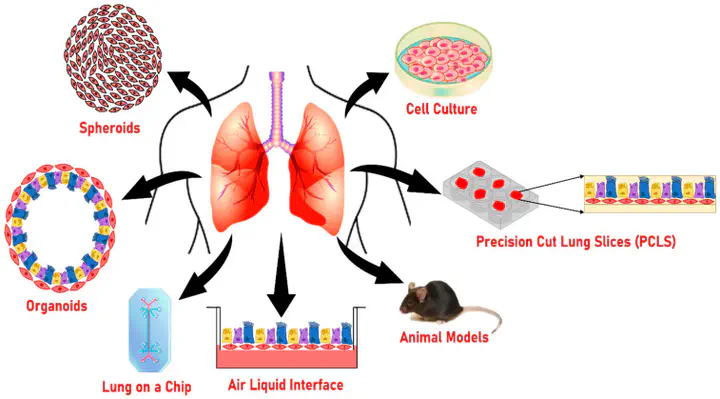 Spheroids
Cell Culture
Organoids
Precision Cut Lung Slices (PCLS)
Lung on a Chip
Air Liquid Interface
Animal Models